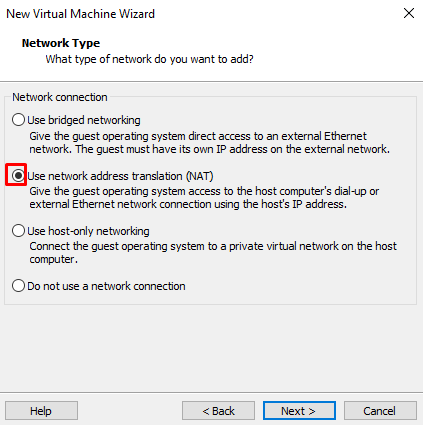 New Virtual Machine Wizard
Network Type
What type of network do you want to add?
Network connection
Use bridged networking
Give the guest operating system direct access to an external Ethernet
network. The guest must have its own IP address on the external network.
Use network address translation (NAT)
Give the guest operating system access to the host computer's dial-up or
external Ethernet network connection using the host's IP address.
Use host-only networking
Connect the guest operating system to a private virtual network on the host
computer.
Do not use a network connection
Help
< Back
Next >
Cancel